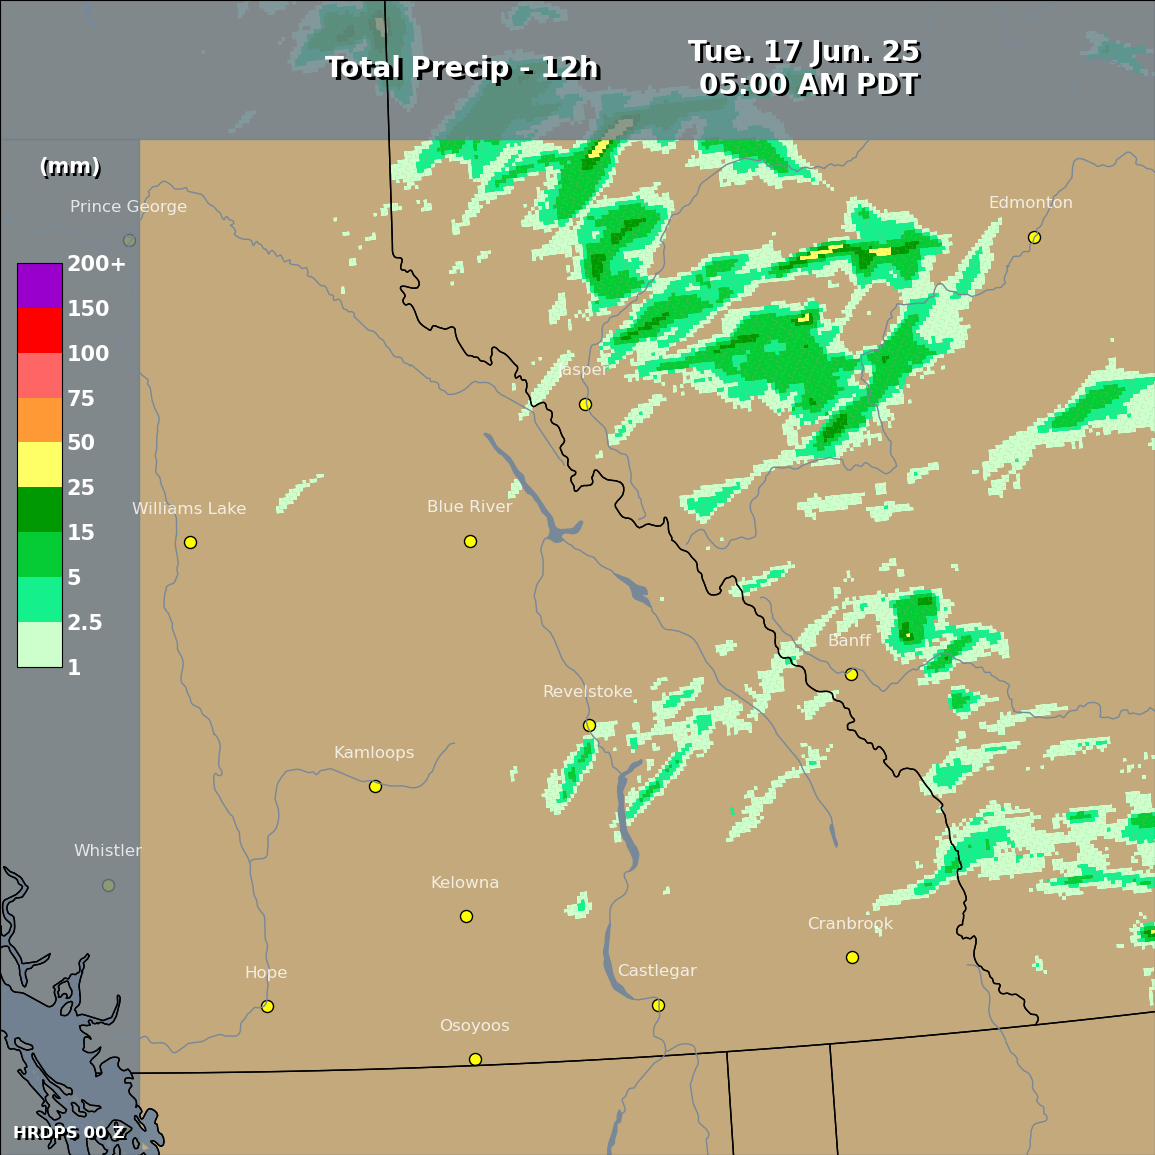 Total Precip - 12h
Tue. 17 Jun. 25
05:00 AM PDT
(mm)
Prince George
Edmonton
200+
150
100
75
50
25
15
5
2.5
1
Jasper
Williams Lake
Blue River
Banff
Revelstoke
Kamloops
Whistler
Kelowna
Cranbrook
Hope
Castlegar
Osoyoos
HRDPS 00 Z